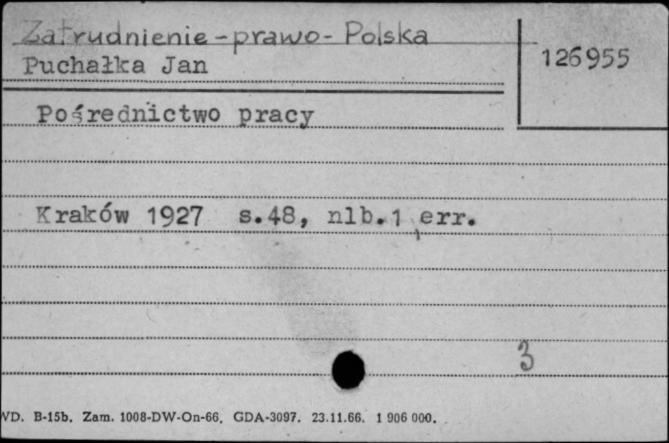 Zatrudnienie - prawo - Polska
126955
Puchałka Jan
Pośrednictwo pracy
Kraków 1927 s.48, nlb.1, err.
3
WD. B-15b. Zam. 1008-DW-On-66. GDA-3097. 23.11.66. 1 906 000.